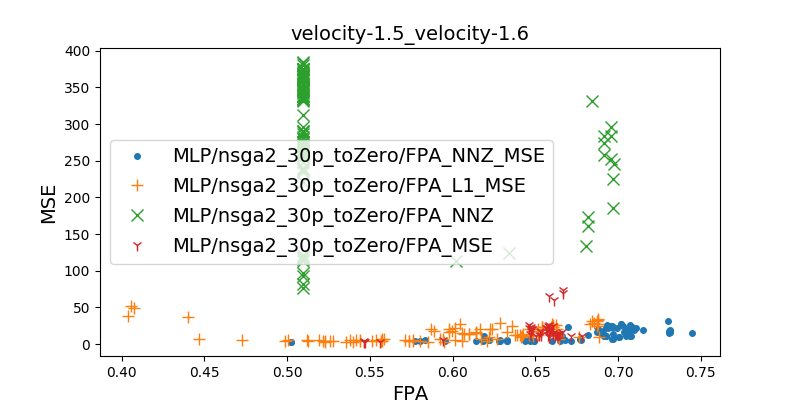 velocity-1.5_velocity-1.6
400
350
300
250
200
150
100
50
0
MSE
MLP/nsga2_30p_toZero/FPA_NNZ_MSE
MLP/nsga2_30p_toZero/FPA_L1_MSE
MLP/nsga2_30p_toZero/FPA_NNZ
MLP/nsga2_30p_toZero/FPA_MSE
0.40 0.45 0.50 0.55 0.60 0.65 0.70 0.75
FPA